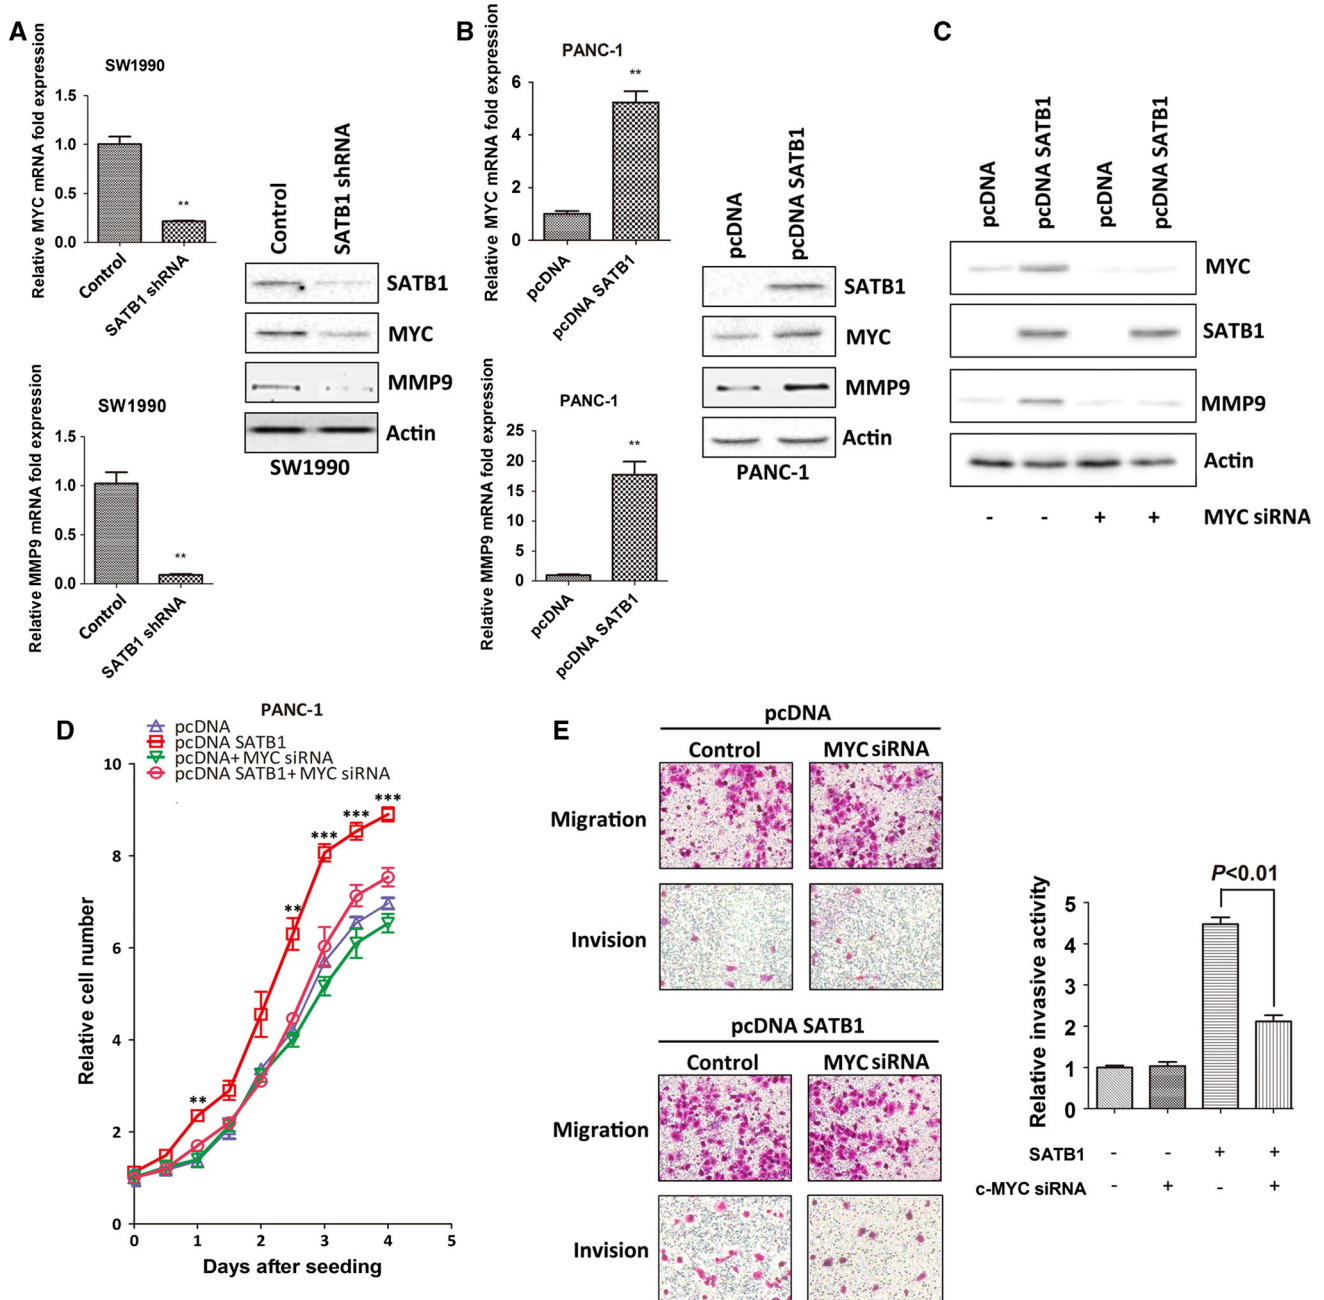 A
SW1990
Relative MYC mRNA fold expression
1.5
1.0
0.5
0.0
**
Control
SATB1 shRNA
Control
SATB1 shRNA
SATB1
MYC
MMP9
Actin
SW1990
SW1990
Relative MMP9 mRNA fold expression
1.5
1.0
0.5
0.0
**
Control
SATB1 shRNA
B
PANC-1
Relative MYC mRNA fold expression
6
4
2
0
**
pcDNA
pcDNA SATB1
pcDNA
pcDNA SATB1
SATB1
MYC
MMP9
Actin
PANC-1
PANC-1
Relative MMP9 mRNA fold expression
25
20
15
10
5
0
**
pcDNA
pcDNA SATB1
C
pcDNA
pcDNA SATB1
pcDNA
pcDNA SATB1
MYC
SATB1
MMP9
Actin
- - + + MYC siRNA
D
PANC-1
pcDNA
pcDNA SATB1
pcDNA+MYC siRNA
pcDNA SATB1+MYC siRNA
Relative cell number
10
8
6
4
2
0
**
**
***
***
***
0 1 2 3 4 5
Days after seeding
E
pcDNA
Control MYC siRNA
Migration
Invision
pcDNA SATB1
Control MYC siRNA
Migration
Invision
P<0.01
Relative invasive activity
5
4
3
2
1
0
SATB1 - - + +
c-MYC siRNA - + - +